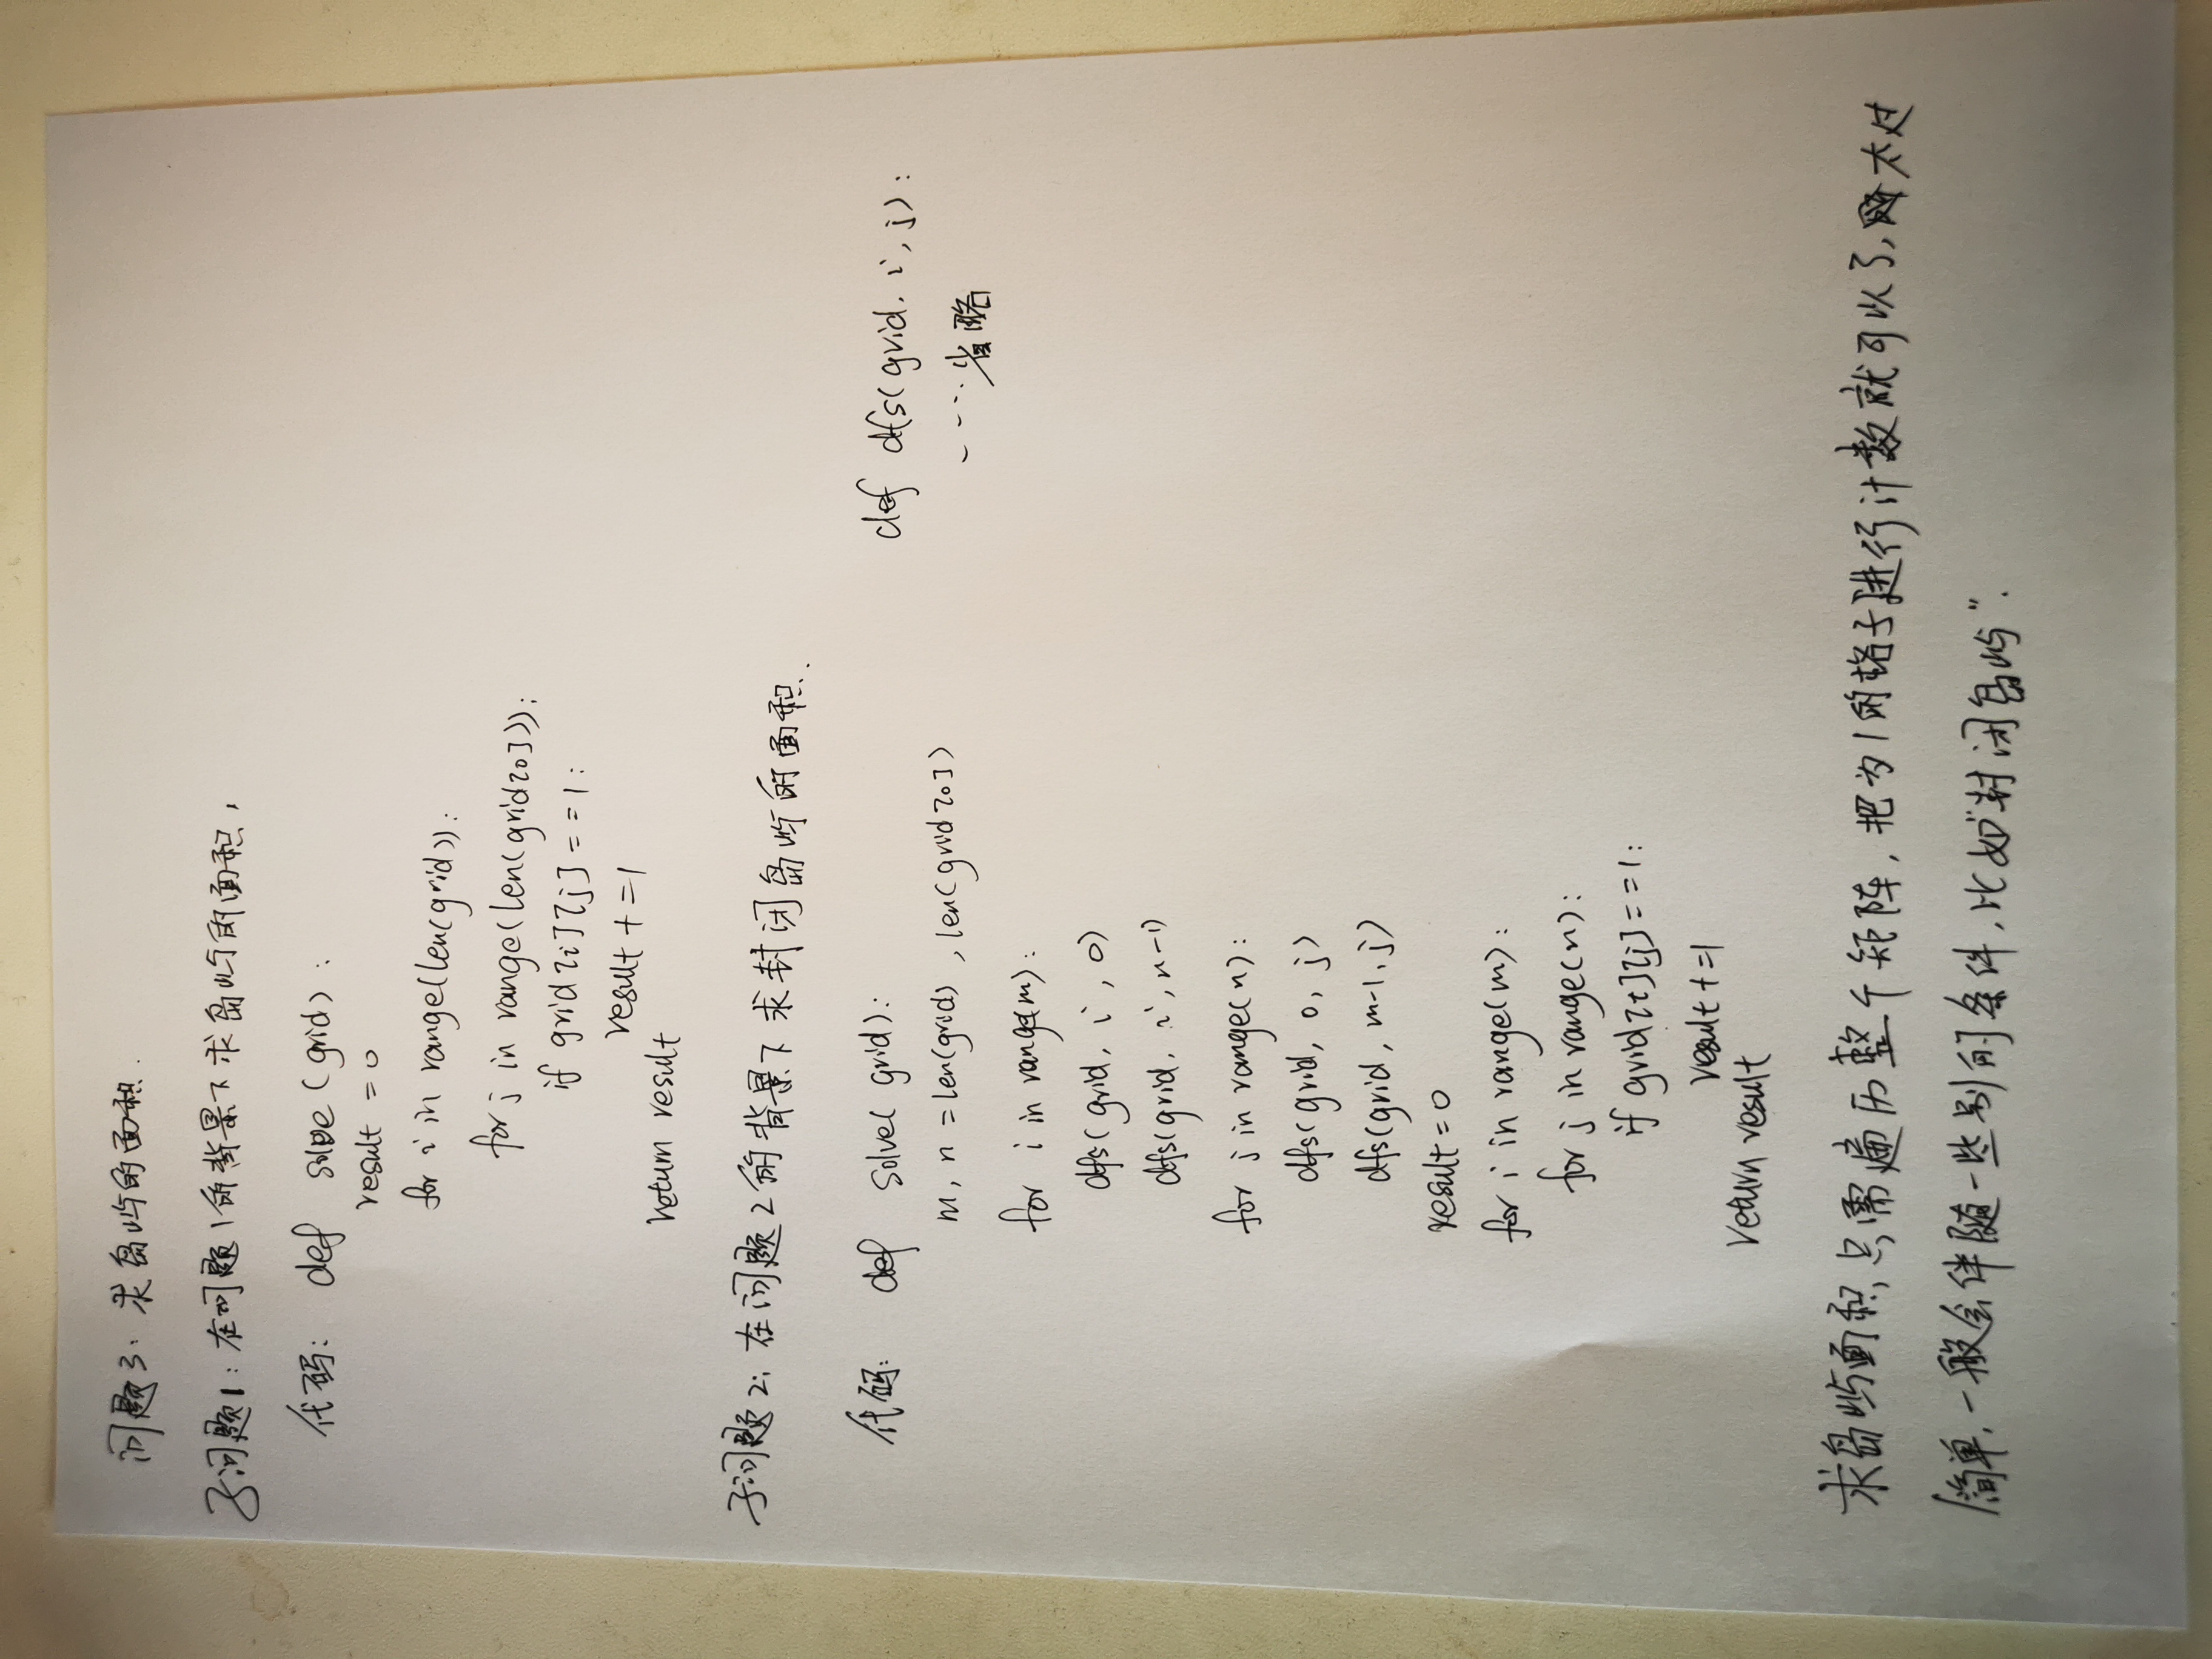 问题3: 求岛屿的面积.
子问题1: 在问题1的背景下求岛屿的面积,
代码: def solve(grid):
result = 0
for i in range(len(grid)):
for j in range(len(grid[0])):
if grid[i][j]==1:
result +=1
return result
子问题2: 在问题2的背景下求封闭岛屿的面积.
代码: def solve(grid):
m, n = len(grid), len(grid[0])
for i in range(m):
dfs(grid, i, 0)
dfs(grid, i, n-1)
for j in range(n):
dfs(grid, 0, j)
dfs(grid, m-1, j)
result = 0
for i in range(m):
for j in range(n):
if grid[i][j]==1:
result +=1
return result
def dfs(grid, i, j):
.....省略
求岛屿面积,只需遍历整个矩阵,把为1的格子进行计数就可以了,太过
简单,一般会伴随一些别的条件,比如"封闭岛屿".